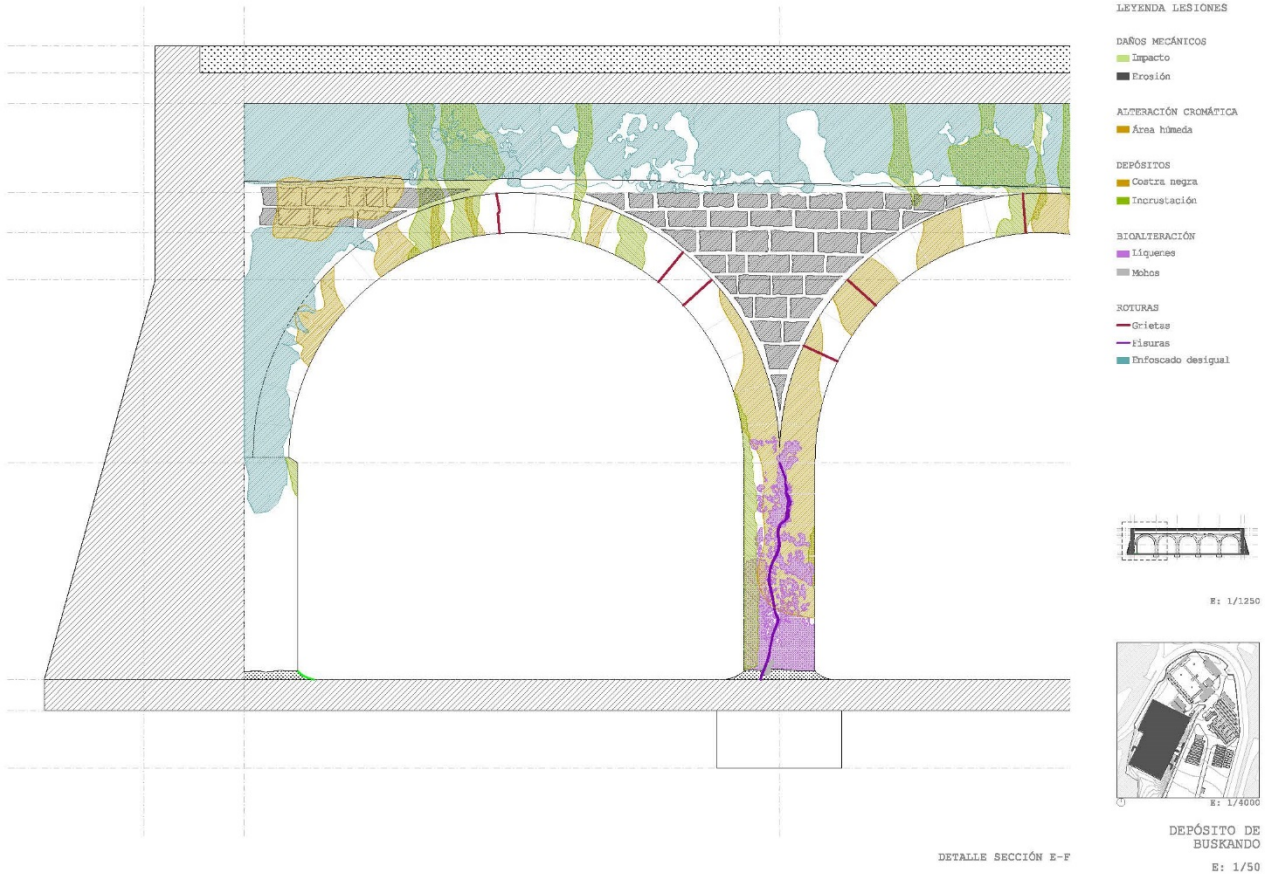 LEYENDA LESIONES
DAÑOS MECÁNICOS
Impacto
Erosión
ALTERACIÓN CROMÁTICA
Área húmeda
DEPÓSITOS
Costra negra
Incrustación
BIOALTERACIÓN
Líquenes
Mohos
ROTURAS
Grietas
Fisuras
Enfoscado desigual
E: 1/1250
E: 1/4000
DEPÓSITO DE
BUSKANDO
DETALLE SECCIÓN E-F
E: 1/50